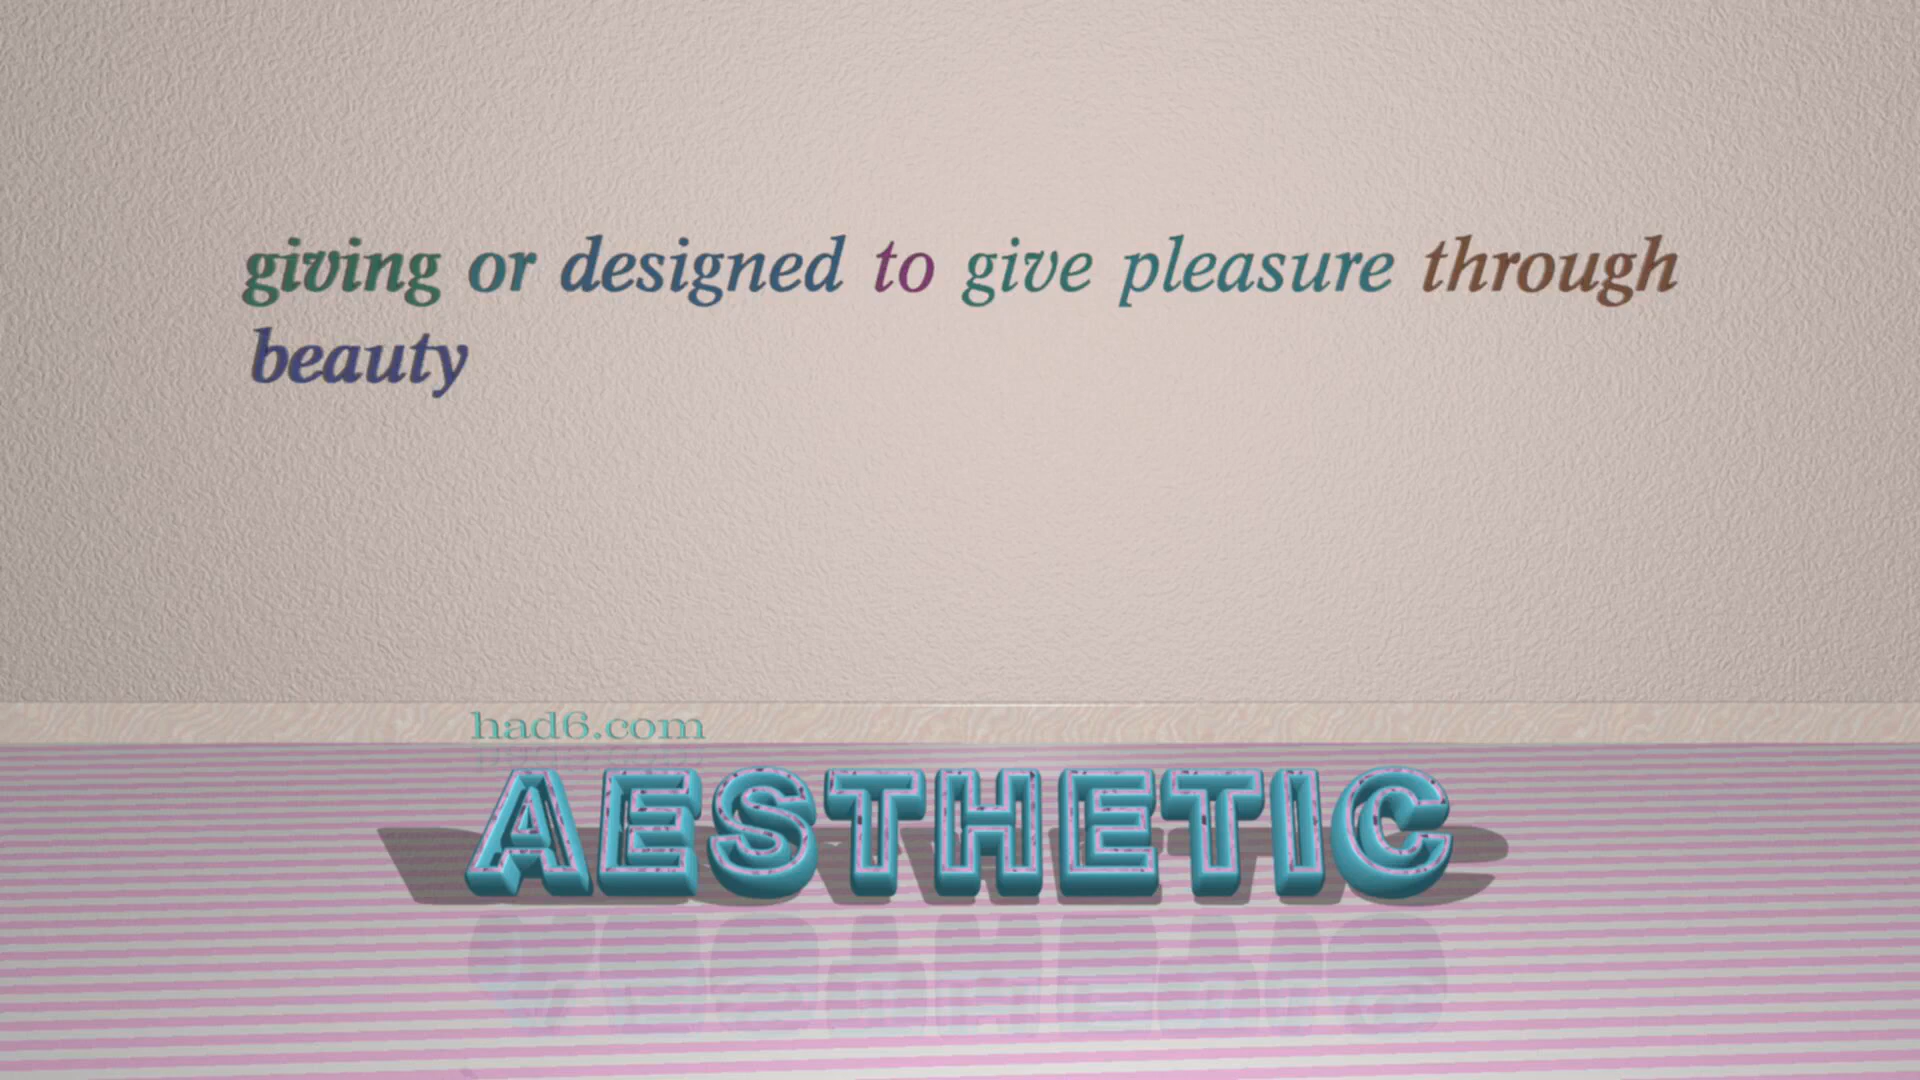 giving or designed to give pleasure through
beauty
had6.com
AESTHETIC